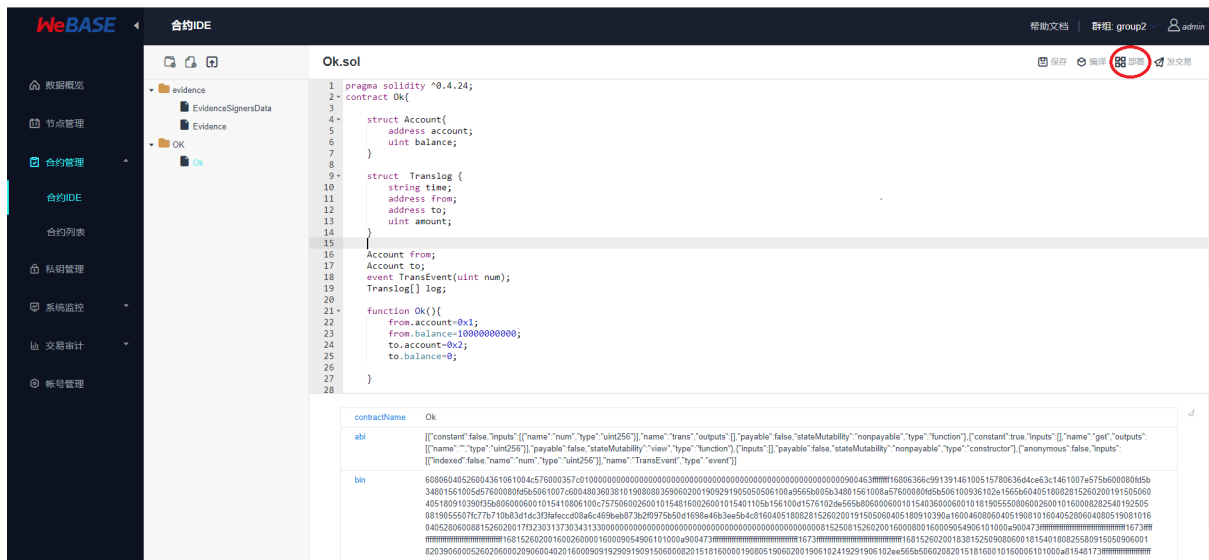 WeBASE
合约IDE
帮助文档
群组: group2
admin
数据概览
节点管理
合约管理
合约IDE
合约列表
私钥管理
系统监控
交易审计
帐号管理
evidence
EvidenceSignersData
Evidence
OK
Ok
Ok.sol
保存 编译 部署 发交易
1 pragma solidity ^0.4.24;
2 contract Ok{
3
4 struct Account{
5 address account;
6 uint balance;
7 }
8
9 struct Translog {
10 string time;
11 address from;
12 address to;
13 uint amount;
14 }
15
16 Account from;
17 Account to;
18 event TransEvent(uint num);
19 Translog[] log;
20
21 function Ok(){
22 from.account=0x1;
23 from.balance=10000000000;
24 to.account=0x2;
25 to.balance=0;
26
27 }
28
contractName Ok
abi [{"constant":false,"inputs":[{"name":"num","type":"uint256"}],"name":"trans","outputs":[],"payable":false,"stateMutability":"nonpayable","type":"function"},{"constant":true,"inputs":[],"name":"get","outputs":
[{"name":"","type":"uint256"}],"payable":false,"stateMutability":"view","type":"function"},{"inputs":[],"payable":false,"stateMutability":"nonpayable","type":"constructor"},{"anonymous":false,"inputs":
[{"indexed":false,"name":"num","type":"uint256"}],"name":"TransEvent","type":"event"}]
bin